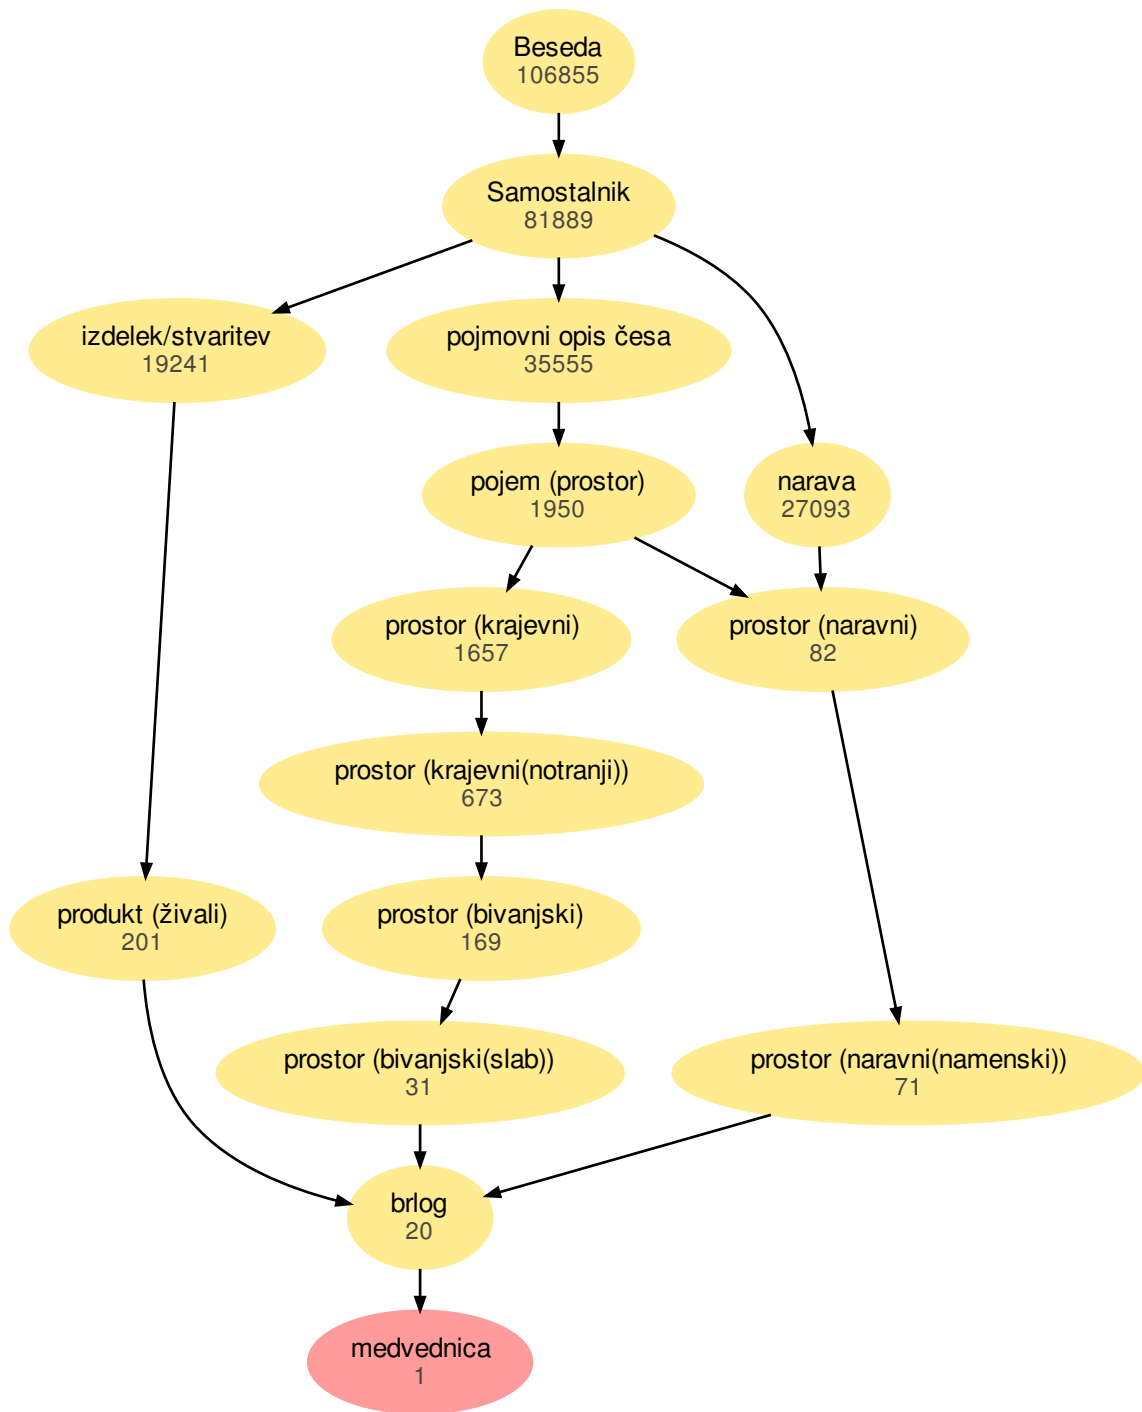 Beseda
106855
Samostalnik
81889
izdelek/stvaritev
19241
pojmovni opis česa
35555
pojem (prostor)
1950
narava
27093
prostor (krajevni)
1657
prostor (naravni)
82
prostor (krajevni(notranji))
673
produkt (živali)
201
prostor (bivanjski)
169
prostor (bivanjski(slab))
31
prostor (naravni(namenski))
71
brlog
20
medvednica
1